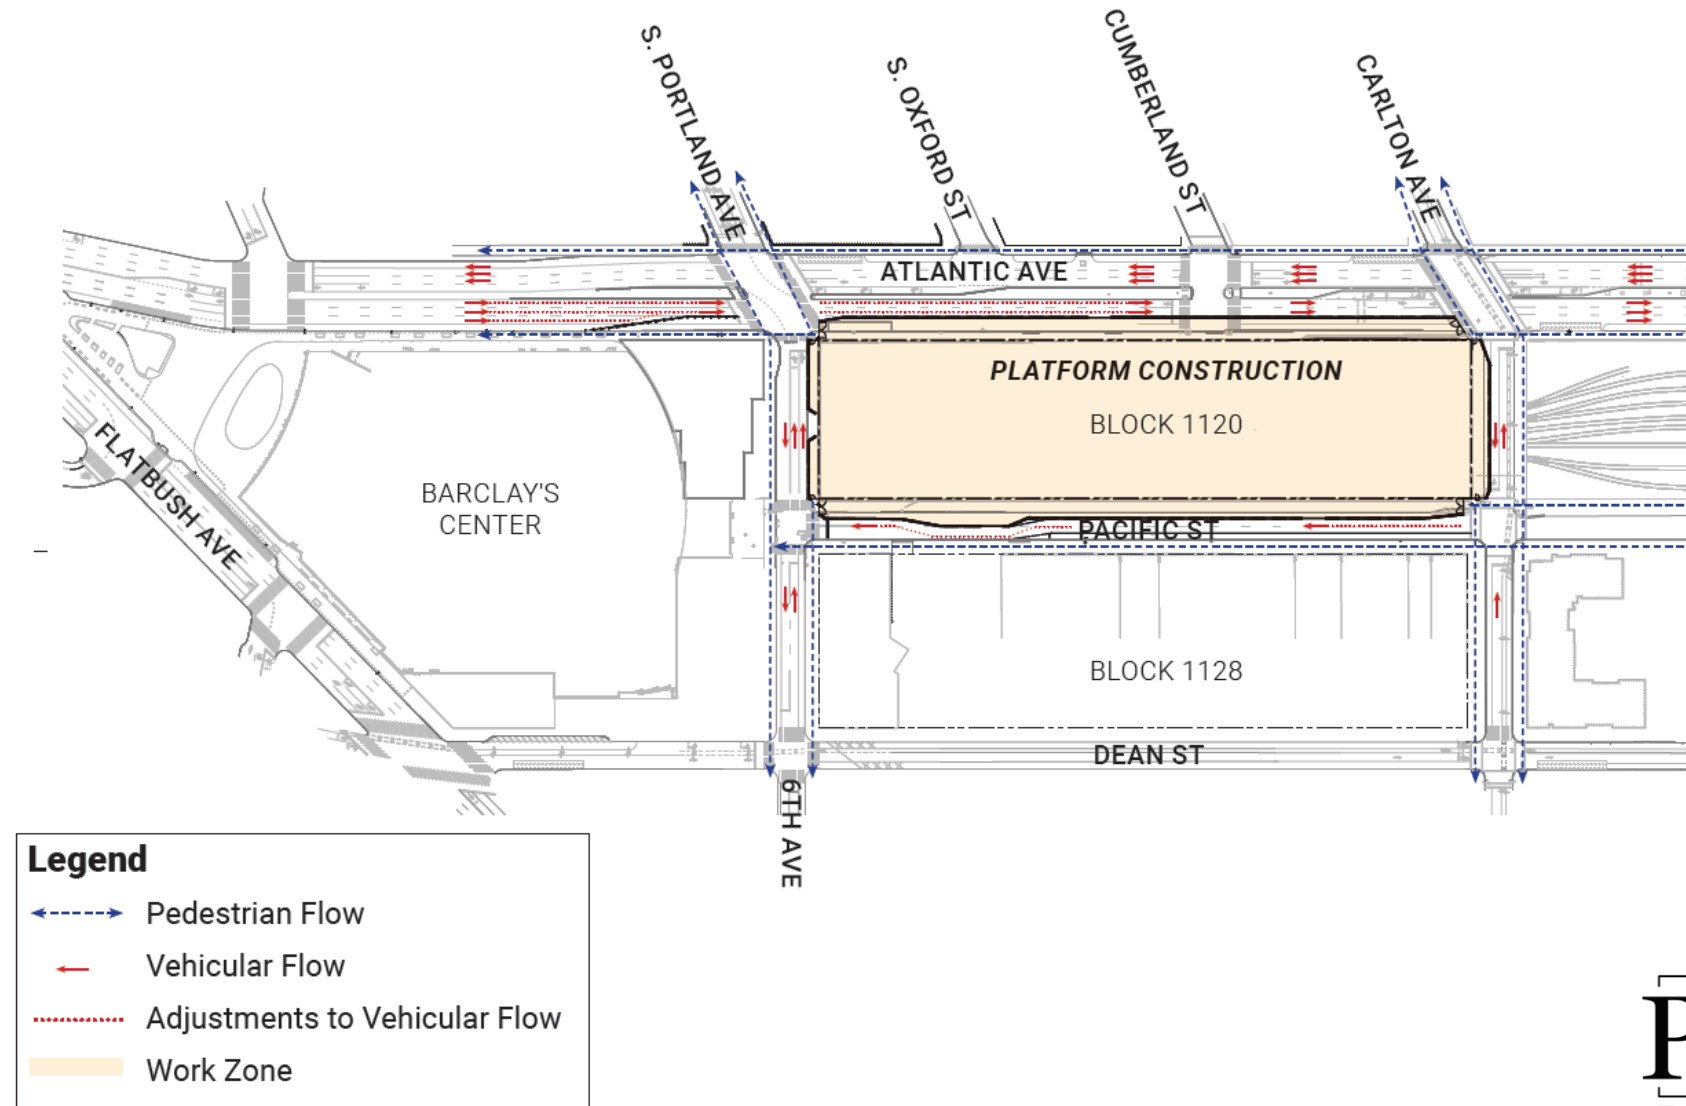 S. PORTLAND AVE
S. OXFORD ST
CUMBERLAND ST
CARLTON AVE
ATLANTIC AVE
PLATFORM CONSTRUCTION
BLOCK 1120
FLATBUSH AVE
BARCLAY'S
CENTER
PACIFIC ST
BLOCK 1128
DEAN ST
6TH AVE
Legend
Pedestrian Flow
Vehicular Flow
Adjustments to Vehicular Flow
Work Zone
P